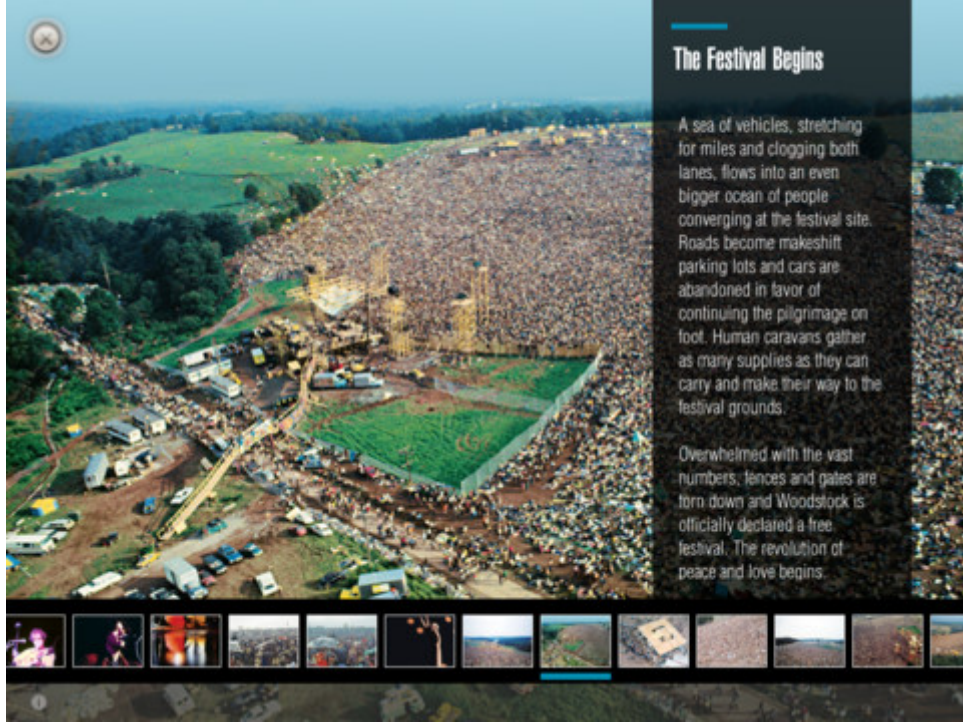 The Festival Begins
A sea of vehicles, stretching
for miles and clogging both
lanes, flows into an even
bigger ocean of people
converging at the festival site.
Roads become makeshift
parking lots and cars are
abandoned in favor of
continuing the pilgrimage on
foot. Human caravans gather
as many supplies as they can
carry and make their way to the
festival grounds.
Overwhelmed with the vast
numbers, fences and gates are
torn down and Woodstock is
officially declared a free
festival. The revolution of
peace and love begins.